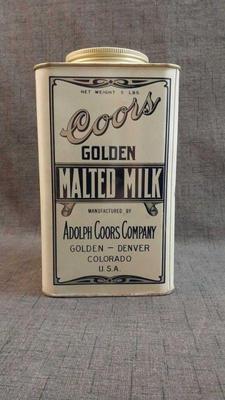 NET WEIGHT 5 LBS.
Coors
GOLDEN
MALTED MILK
MANUFACTURED BY
ADOLPH COORS COMPANY
GOLDEN – DENVER
COLORADO
U.S.A.